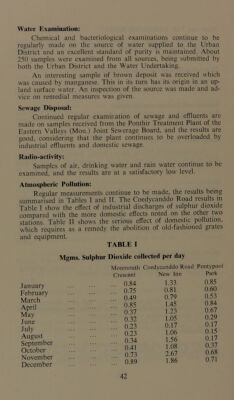 Water Examination:
Chemical and bacteriological examinations continue to be
regularly made on the source of water supplied to the Urban
District and an excellent standard of purity is maintained. About
250 samples were examined from all sources, being submitted by
both the Urban District and the Water Undertaking.
An interesting sample of brown deposit was received which
was caused by manganese. This in its turn has its origin in an up-
land surface water. An inspection of the source was made and ad-
vice on remedial measures was given.
Sewage Disposal:
Continued regular examination of sewage and effluents are
made on samples received from the Ponthir Treatment Plant of the
Eastern Valleys (Mon.) Joint Sewerage Board, and the results are
good, considering that the plant continues to be overloaded by
industrial effluents and domestic sewage.
Radio-activity:
Samples of air, drinking water and rain water continue to be
examined, and the results are at a satisfactory low level.
Atmospheric Pollution:
Regular measurements continue to be made, the results being
summarised in Tables I and II. The Coedycanddo Road results in
Table I show the effect of industrial discharges of sulphur dioxide
compared with the more domestic effects noted on the other two
stations. Table II shows the serious effect of domestic pollution,
which requires as a remedy the abolition of old-fashioned grates
and equipment.
TABLE I
Mgms. Sulphur Dioxide collected per day
Monmouth Coedycanddo Road Pontypool
Crescent New Inn Park
January ... ... ... 0.84 1.33 0.85
February ... ... ... 0.75 0.81 0.60
March ... ... ... 0.49 0.79 0.53
April ... ... ... 0.85 1.45 0.84
May ... ... ... 0.37 1.23 0.67
June ... ... ... 0.32 1.05 0.29
July ... ... ... 0.23 0.17 0.17
August ... ... ... 0.23 1.06 0.15
September ... ... ... 0.34 1.56 0.17
October ... ... ... 0.41 1.08 0.37
November ... ... ... 0.73 2.67 0.68
December ... ... ... 0.89 1.86 0.71
42